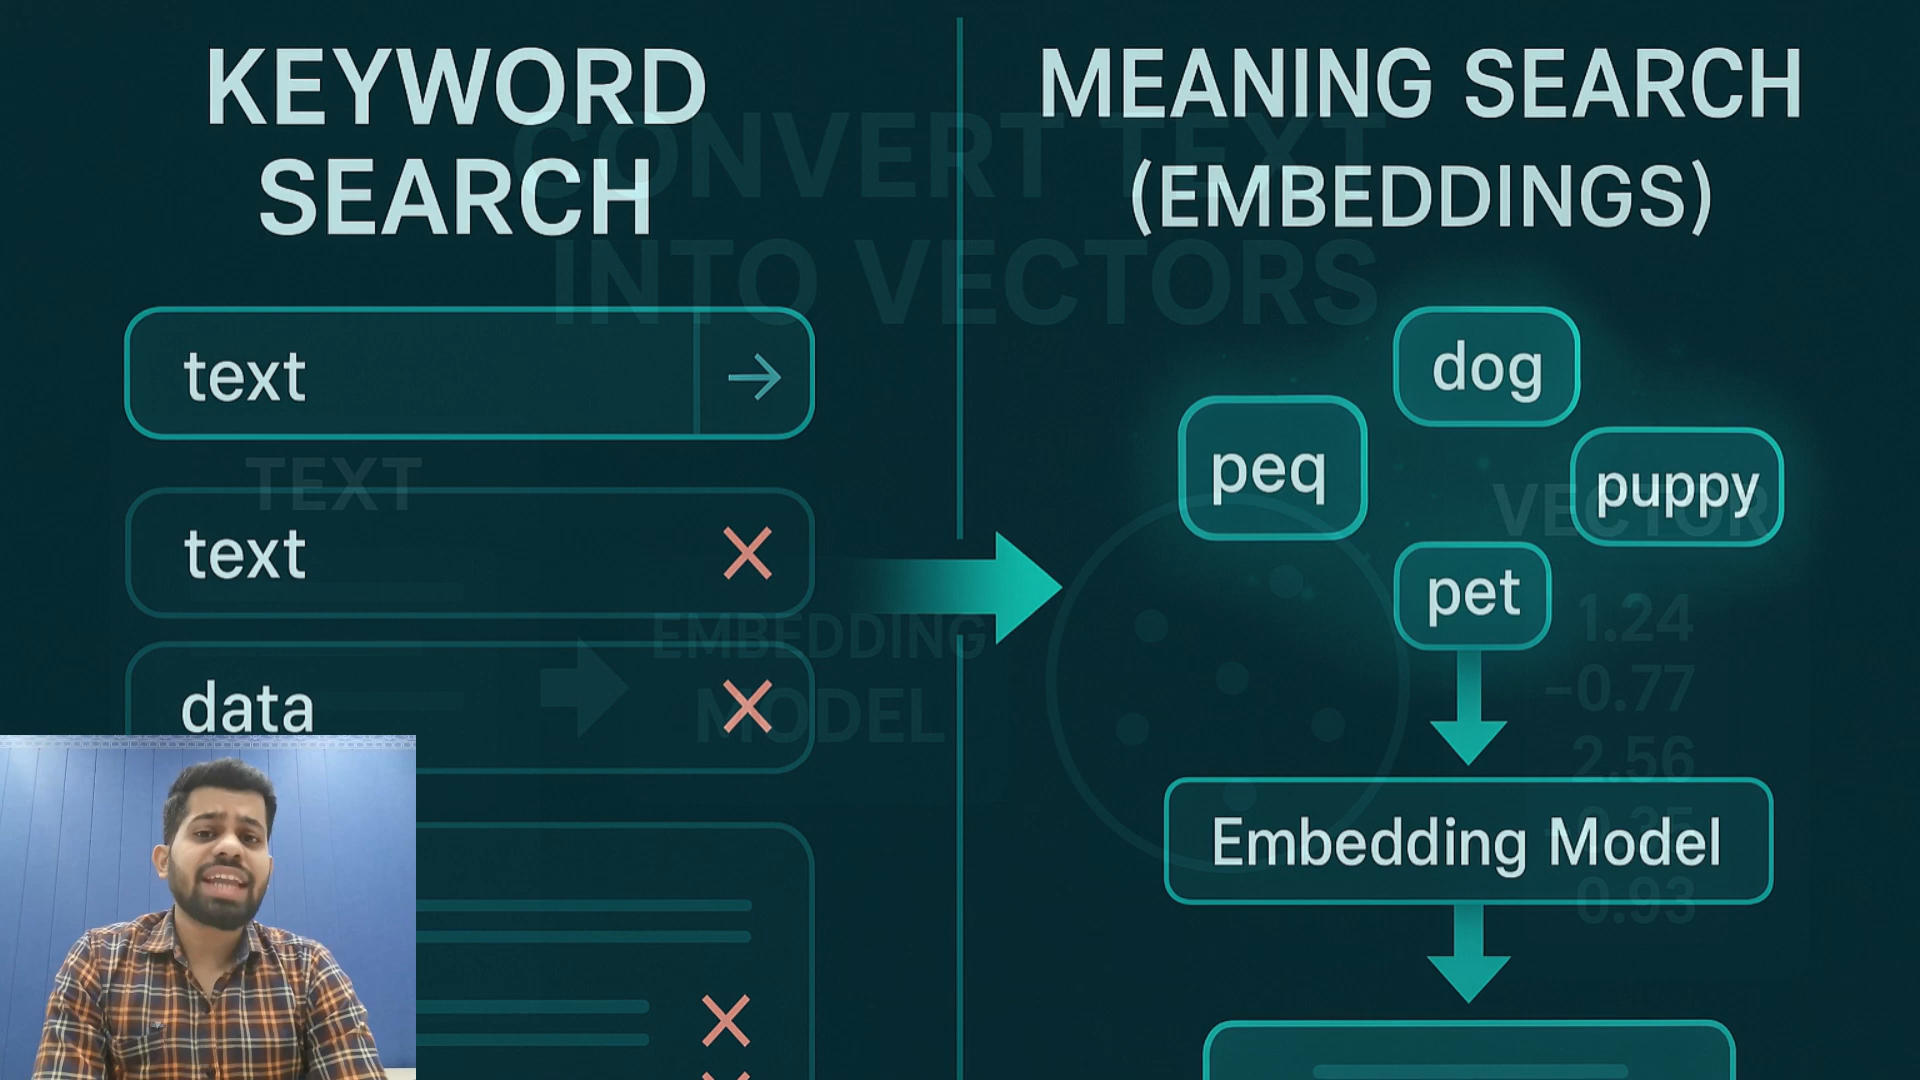 KEYWORD
SEARCH
text
text
data
MEANING SEARCH
(EMBEDDINGS)
dog
peq
puppy
pet
Embedding Model
CONVERT TEXT
INTO VECTORS
TEXT
EMBEDDING
MODEL
VECTOR
1.24
-0.77
2.56
0.93